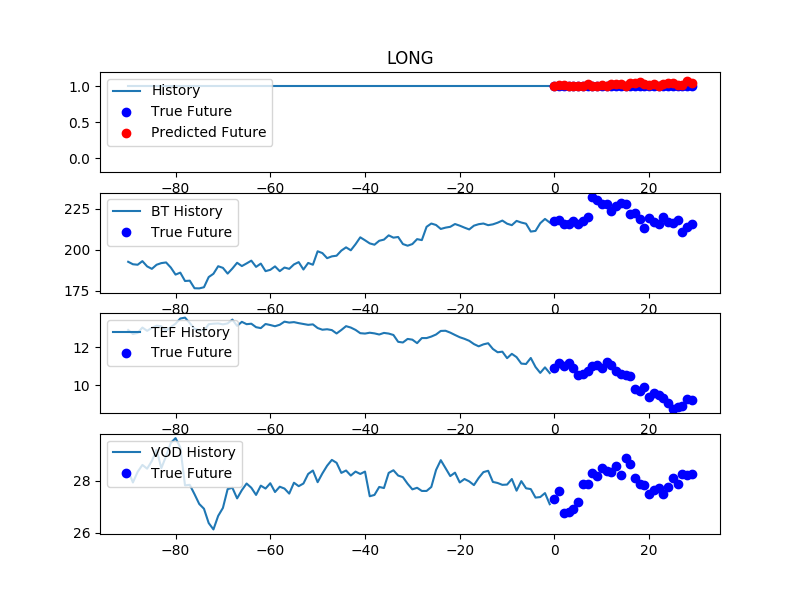 LONG
1.0
0.5
0.0
History
True Future
Predicted Future
−80 −60 −40 −20 0 20
225
200
175
BT History
True Future
−80 −60 −40 −20 0 20
12
10
TEF History
True Future
−80 −60 −40 −20 0 20
28
26
VOD History
True Future
−80 −60 −40 −20 0 20